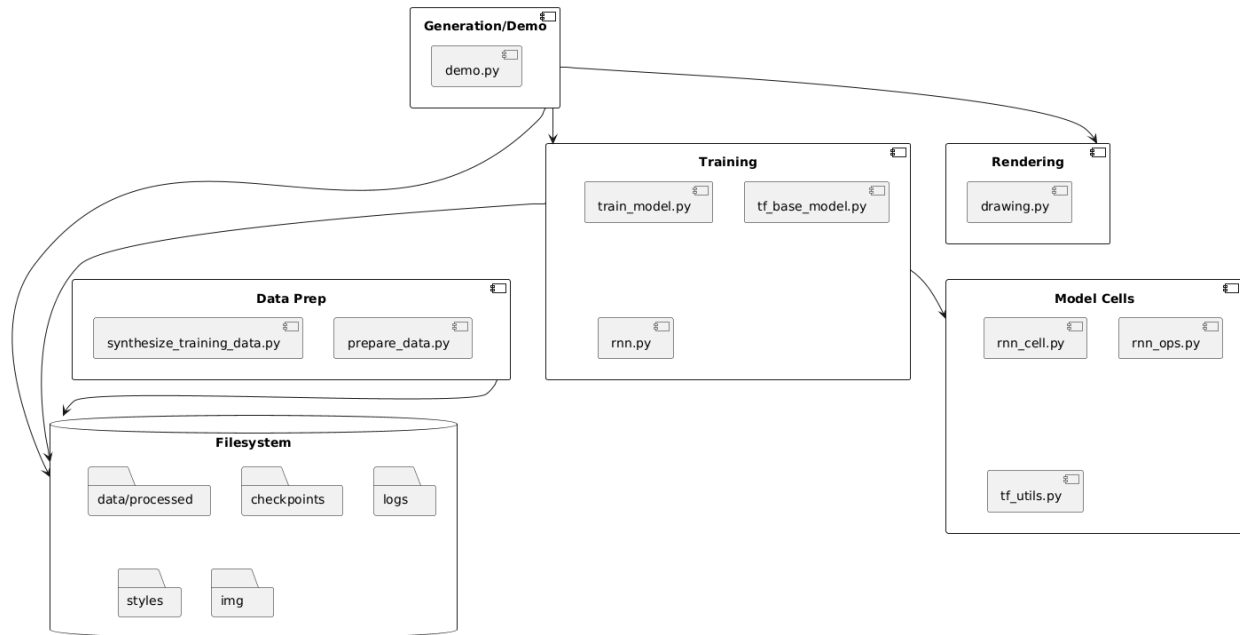 Generation/Demo
demo.py
Training
train_model.py
tf_base_model.py
rnn.py
Rendering
drawing.py
Data Prep
synthesize_training_data.py
prepare_data.py
Model Cells
rnn_cell.py
rnn_ops.py
tf_utils.py
Filesystem
data/processed
checkpoints
logs
styles
img